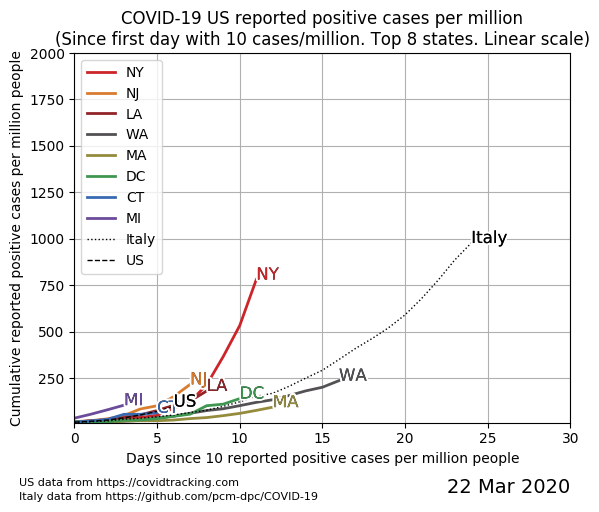 COVID-19 US reported positive cases per million
(Since first day with 10 cases/million. Top 8 states. Linear scale)
Cumulative reported positive cases per million people
2000
1750
1500
1250
1000
750
500
250
NY
NJ
LA
WA
MA
DC
CT
MI
Italy
US
Italy
NY
NJ
LA
WA
DC
MI
CT
US
MA
0
5
10
15
20
25
30
Days since 10 reported positive cases per million people
US data from https://covidtracking.com
Italy data from https://github.com/pcm-dpc/COVID-19
22 Mar 2020